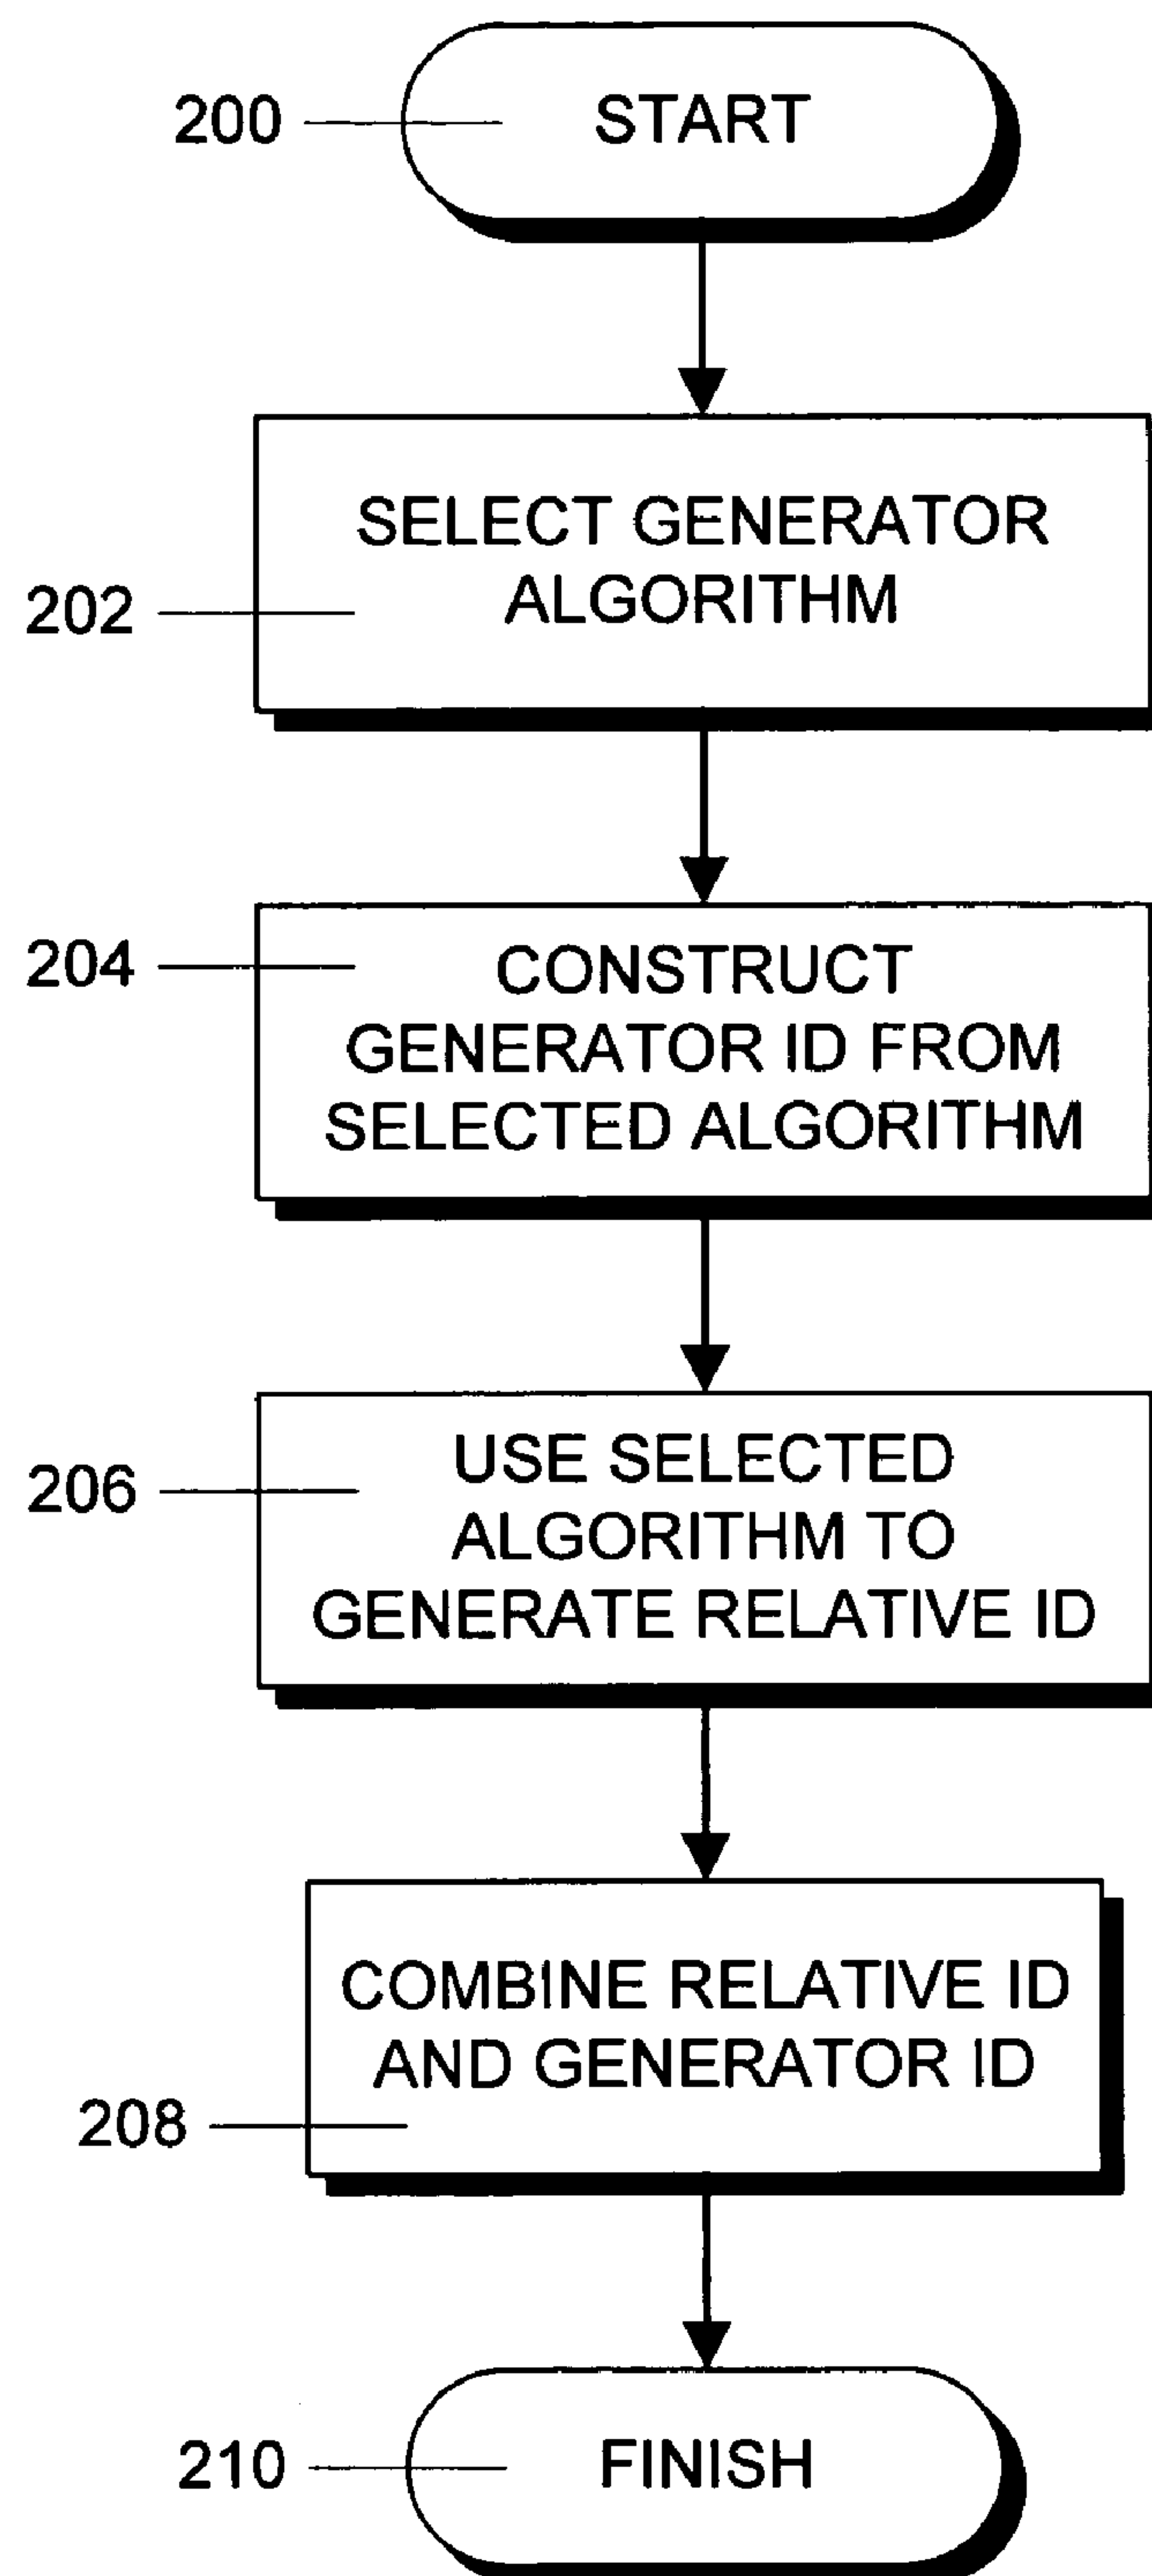 200
START
SELECT GENERATOR
ALGORITHM
202
204
CONSTRUCT
GENERATOR ID FROM
SELECTED ALGORITHM
206
USE SELECTED
ALGORITHM TO
GENERATE RELATIVE ID
COMBINE RELATIVE ID
AND GENERATOR ID
208
210
FINISH